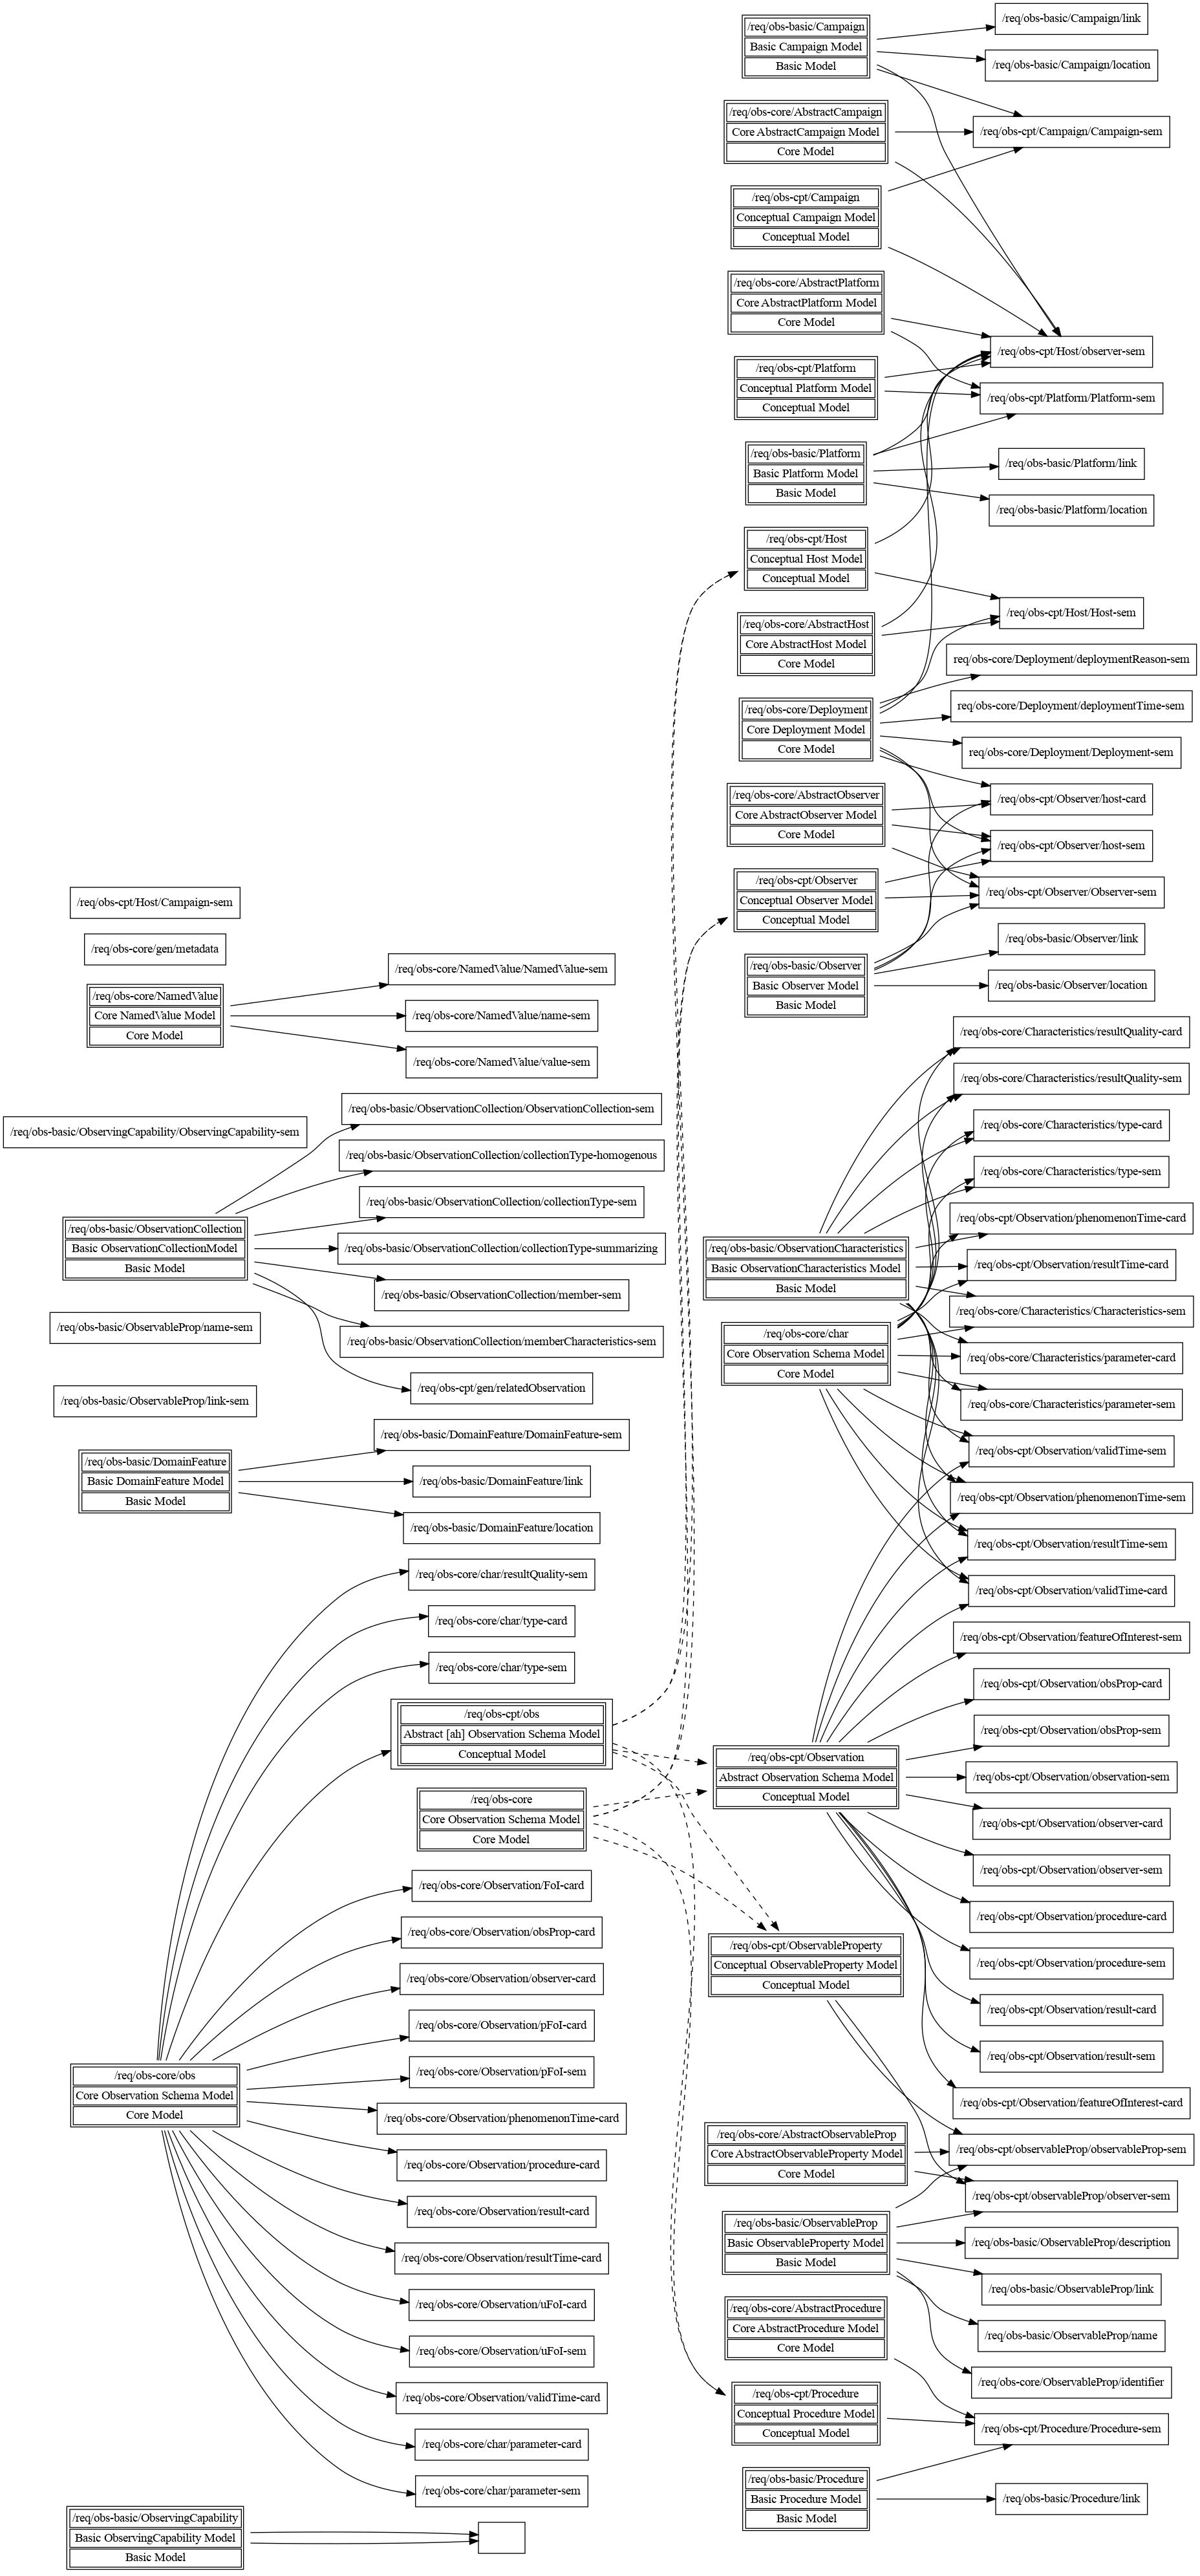 /req/obs-basic/Campaign
Basic Campaign Model
Basic Model
/req/obs-basic/Campaign/link
/req/obs-basic/Campaign/location
/req/obs-core/AbstractCampaign
Core AbstractCampaign Model
Core Model
/req/obs-cpt/Campaign/Campaign-sem
/req/obs-cpt/Campaign
Conceptual Campaign Model
Conceptual Model
/req/obs-core/AbstractPlatform
Core AbstractPlatform Model
Core Model
/req/obs-cpt/Host/observer-sem
/req/obs-cpt/Platform
Conceptual Platform Model
Conceptual Model
/req/obs-cpt/Platform/Platform-sem
/req/obs-basic/Platform
Basic Platform Model
Basic Model
/req/obs-basic/Platform/link
/req/obs-basic/Platform/location
/req/obs-cpt/Host
Conceptual Host Model
Conceptual Model
/req/obs-cpt/Host/Host-sem
/req/obs-core/AbstractHost
Core AbstractHost Model
Core Model
req/obs-core/Deployment/deploymentReason-sem
req/obs-core/Deployment/deploymentTime-sem
req/obs-core/Deployment/Deployment-sem
/req/obs-core/Deployment
Core Deployment Model
Core Model
/req/obs-cpt/Observer/host-card
/req/obs-core/AbstractObserver
Core AbstractObserver Model
Core Model
/req/obs-cpt/Observer/host-sem
/req/obs-cpt/Observer
Conceptual Observer Model
Conceptual Model
/req/obs-cpt/Observer/Observer-sem
/req/obs-basic/Observer
Basic Observer Model
Basic Model
/req/obs-basic/Observer/link
/req/obs-basic/Observer/location
/req/obs-cpt/Host/Campaign-sem
/req/obs-core/gen/metadata
/req/obs-core/NamedValue
Core NamedValue Model
Core Model
/req/obs-core/NamedValue/NamedValue-sem
/req/obs-core/NamedValue/name-sem
/req/obs-core/NamedValue/value-sem
/req/obs-basic/ObservingCapability/ObservingCapability-sem
/req/obs-basic/ObservationCollection
Basic ObservationCollectionModel
Basic Model
/req/obs-basic/ObservationCollection/ObservationCollection-sem
/req/obs-basic/ObservationCollection/collectionType-homogenous
/req/obs-basic/ObservationCollection/collectionType-sem
/req/obs-basic/ObservationCollection/collectionType-summarizing
/req/obs-basic/ObservationCollection/member-sem
/req/obs-basic/ObservationCollection/memberCharacteristics-sem
/req/obs-cpt/gen/relatedObservation
/req/obs-basic/ObservableProp/name-sem
/req/obs-basic/ObservableProp/link-sem
/req/obs-basic/DomainFeature
Basic DomainFeature Model
Basic Model
/req/obs-basic/DomainFeature/DomainFeature-sem
/req/obs-basic/DomainFeature/link
/req/obs-basic/DomainFeature/location
/req/obs-core/Characteristics/resultQuality-card
/req/obs-core/Characteristics/resultQuality-sem
/req/obs-core/Characteristics/type-card
/req/obs-core/Characteristics/type-sem
/req/obs-cpt/Observation/phenomenonTime-card
/req/obs-basic/ObservationCharacteristics
Basic ObservationCharacteristics Model
Basic Model
/req/obs-cpt/Observation/resultTime-card
/req/obs-core/Characteristics/Characteristics-sem
/req/obs-core/char
Core Observation Schema Model
Core Model
/req/obs-core/Characteristics/parameter-card
/req/obs-core/Characteristics/parameter-sem
/req/obs-cpt/Observation/validTime-sem
/req/obs-cpt/Observation/phenomenonTime-sem
/req/obs-cpt/Observation/resultTime-sem
/req/obs-cpt/Observation/validTime-card
/req/obs-core/char/resultQuality-sem
/req/obs-core/char/type-card
/req/obs-core/char/type-sem
/req/obs-cpt/obs
Abstract [ah] Observation Schema Model
Conceptual Model
/req/obs-core
Core Observation Schema Model
Core Model
/req/obs-cpt/Observation/featureOfInterest-sem
/req/obs-cpt/Observation/obsProp-card
/req/obs-cpt/Observation/obsProp-sem
/req/obs-cpt/Observation
Abstract Observation Schema Model
Conceptual Model
/req/obs-cpt/Observation/observation-sem
/req/obs-cpt/Observation/observer-card
/req/obs-cpt/Observation/observer-sem
/req/obs-cpt/Observation/procedure-card
/req/obs-cpt/Observation/procedure-sem
/req/obs-cpt/Observation/result-card
/req/obs-cpt/Observation/result-sem
/req/obs-cpt/Observation/featureOfInterest-card
/req/obs-cpt/ObservableProperty
Conceptual ObservableProperty Model
Conceptual Model
/req/obs-core/obs
Core Observation Schema Model
Core Model
/req/obs-core/Observation/FoI-card
/req/obs-core/Observation/obsProp-card
/req/obs-core/Observation/observer-card
/req/obs-core/Observation/pFoI-card
/req/obs-core/Observation/pFoI-sem
/req/obs-core/Observation/phenomenonTime-card
/req/obs-core/Observation/procedure-card
/req/obs-core/Observation/result-card
/req/obs-core/Observation/resultTime-card
/req/obs-core/Observation/uFoI-card
/req/obs-core/Observation/uFoI-sem
/req/obs-core/Observation/validTime-card
/req/obs-core/char/parameter-card
/req/obs-core/char/parameter-sem
/req/obs-core/AbstractObservableProp
Core AbstractObservableProperty Model
Core Model
/req/obs-cpt/observableProp/observableProp-sem
/req/obs-cpt/observableProp/observer-sem
/req/obs-basic/ObservableProp
Basic ObservableProperty Model
Basic Model
/req/obs-basic/ObservableProp/description
/req/obs-basic/ObservableProp/link
/req/obs-basic/ObservableProp/name
/req/obs-core/ObservableProp/identifier
/req/obs-core/AbstractProcedure
Core AbstractProcedure Model
Core Model
/req/obs-cpt/Procedure
Conceptual Procedure Model
Conceptual Model
/req/obs-cpt/Procedure/Procedure-sem
/req/obs-basic/Procedure
Basic Procedure Model
Basic Model
/req/obs-basic/Procedure/link
/req/obs-basic/ObservingCapability
Basic ObservingCapability Model
Basic Model